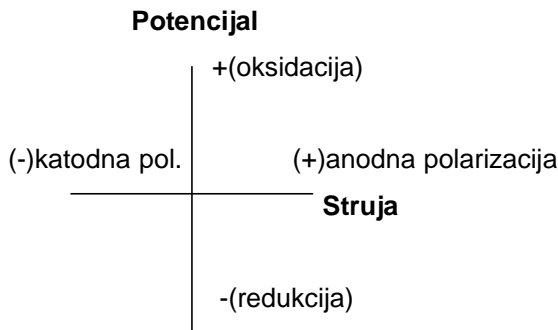 Potencijal
+(oksidacija)
(-)katodna pol.
(+)anodna polarizacija
Struja
-(redukcija)